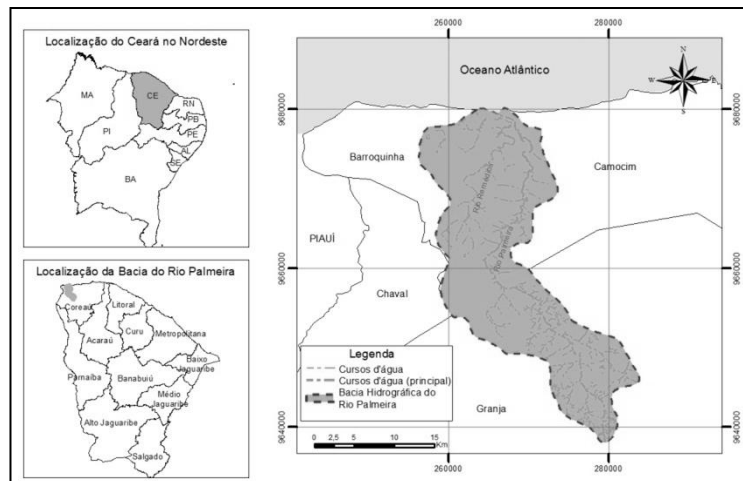 Localização do Ceará no Nordeste
MA
CE
RN
PB
PI
PE
AL
SE
BA
Localização da Bacia do Rio Palmeira
Coreaú
Litoral
Acaraú
Curu
Metropolitana
Baixo
Jaguaribe
Parnaíba
Banabuiú
Médio
Jaguaribe
Alto Jaguaribe
Salgado
260000
280000
Oceano Atlântico
N
W
E
S
9680000
9680000
Barroquinha
Camocim
PIAUÍ
Rio Palmeira
9660000
9660000
Chaval
Legenda
Cursos d'água
Cursos d'água (principal)
Bacia Hidrográfica do
Rio Palmeira
Granja
0 2,5 5 10 15
Km
9640000
9640000
260000
280000